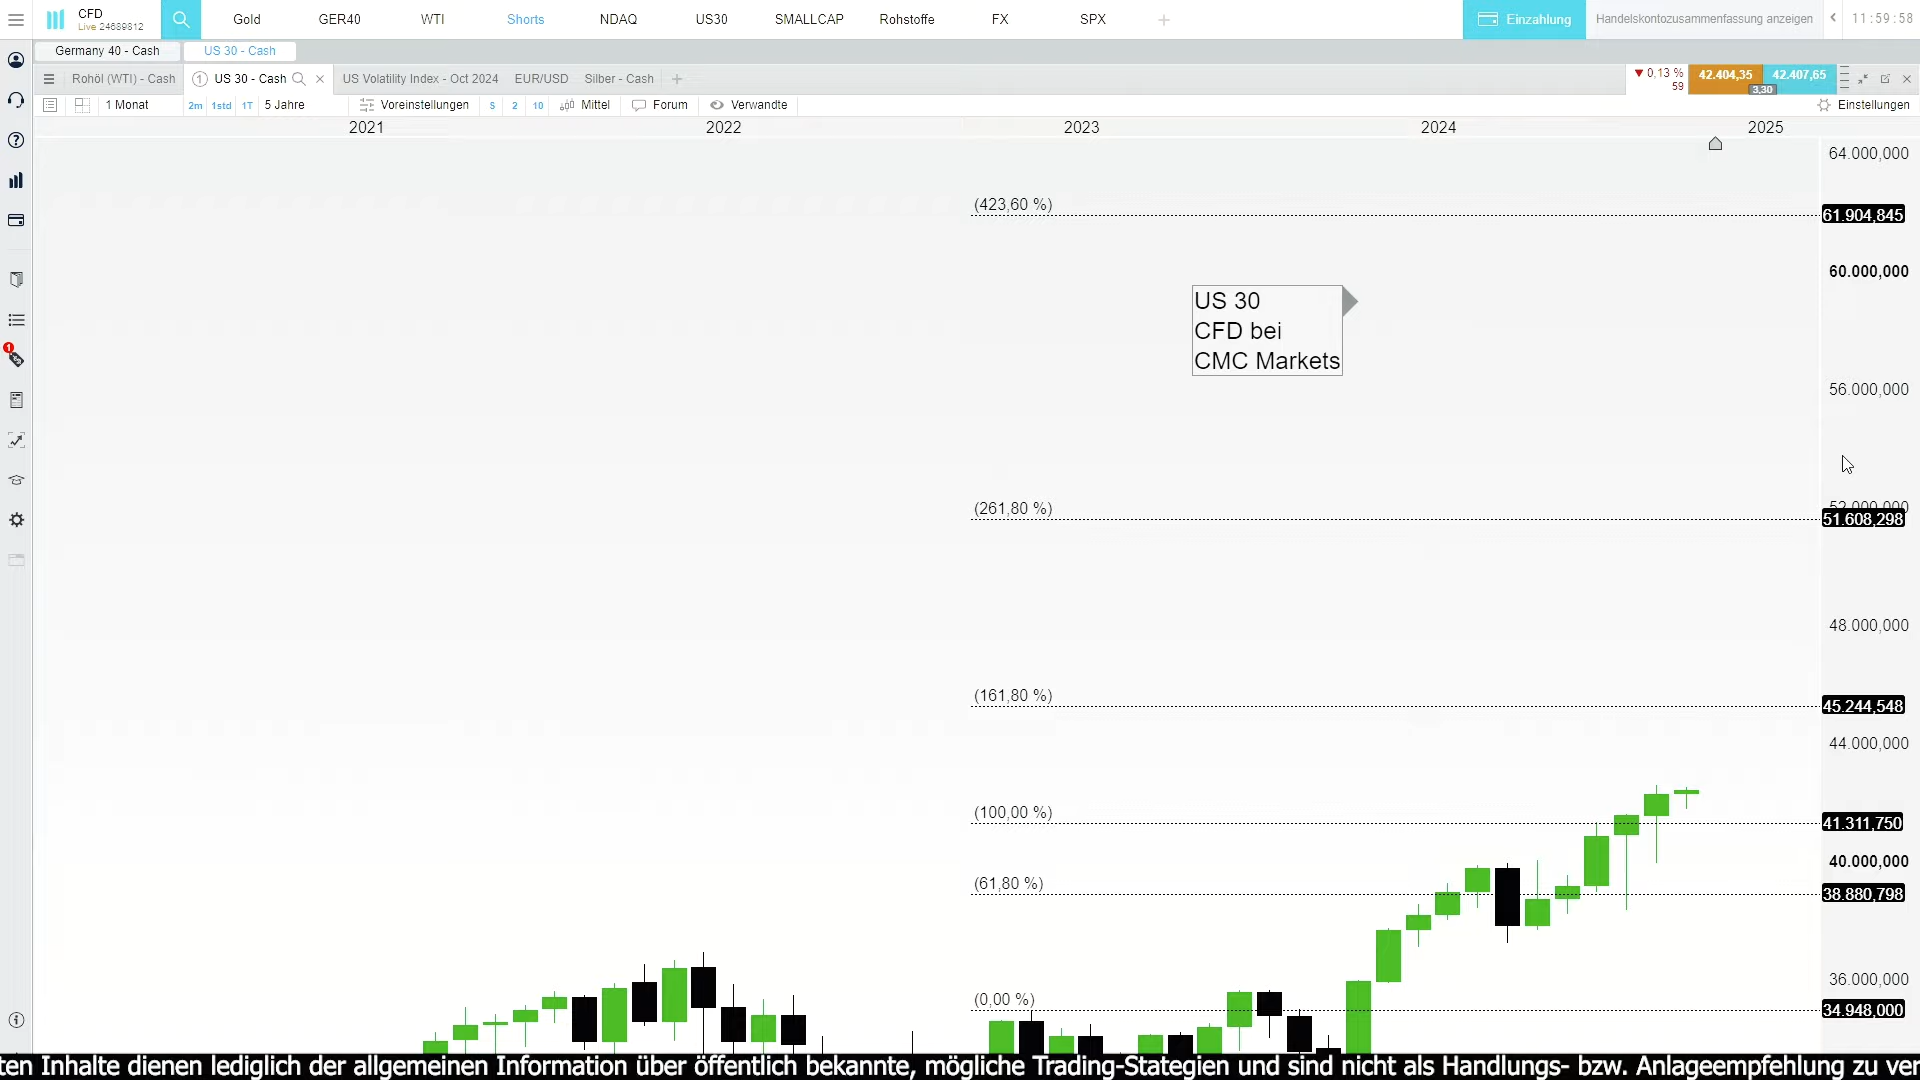 CFD
Live 24689812
Gold
GER40
WTI
Shorts
NDAQ
US30
SMALLCAP
Rohstoffe
FX
SPX
Einzahlung
Handelskontozusammenfassung anzeigen
11:59:58
Germany 40 - Cash
US 30 - Cash
Rohöl (WTI) - Cash
1 US 30 - Cash
US Volatility Index - Oct 2024
EUR/USD
Silber - Cash
0,13 %
59
42.404,35
42.407,65
3,30
1 Monat
2m
1std
1T
5 Jahre
Voreinstellungen
S
2
10
Mittel
Forum
Verwandte
Einstellungen
2021
2022
2023
2024
2025
64.000,000
(423,60 %)
61.904,845
60.000,000
US 30
CFD bei
CMC Markets
1
56.000,000
(261,80 %)
52.000,000
51.608,298
48.000,000
(161,80 %)
45.244,548
44.000,000
(100,00 %)
41.311,750
40.000,000
(61,80 %)
38.880,798
36.000,000
(0,00 %)
34.948,000
ten Inhalte dienen lediglich der allgemeinen Information über öffentlich bekannte, mögliche Trading-Stategien und sind nicht als Handlungs- bzw. Anlageempfehlung zu ver